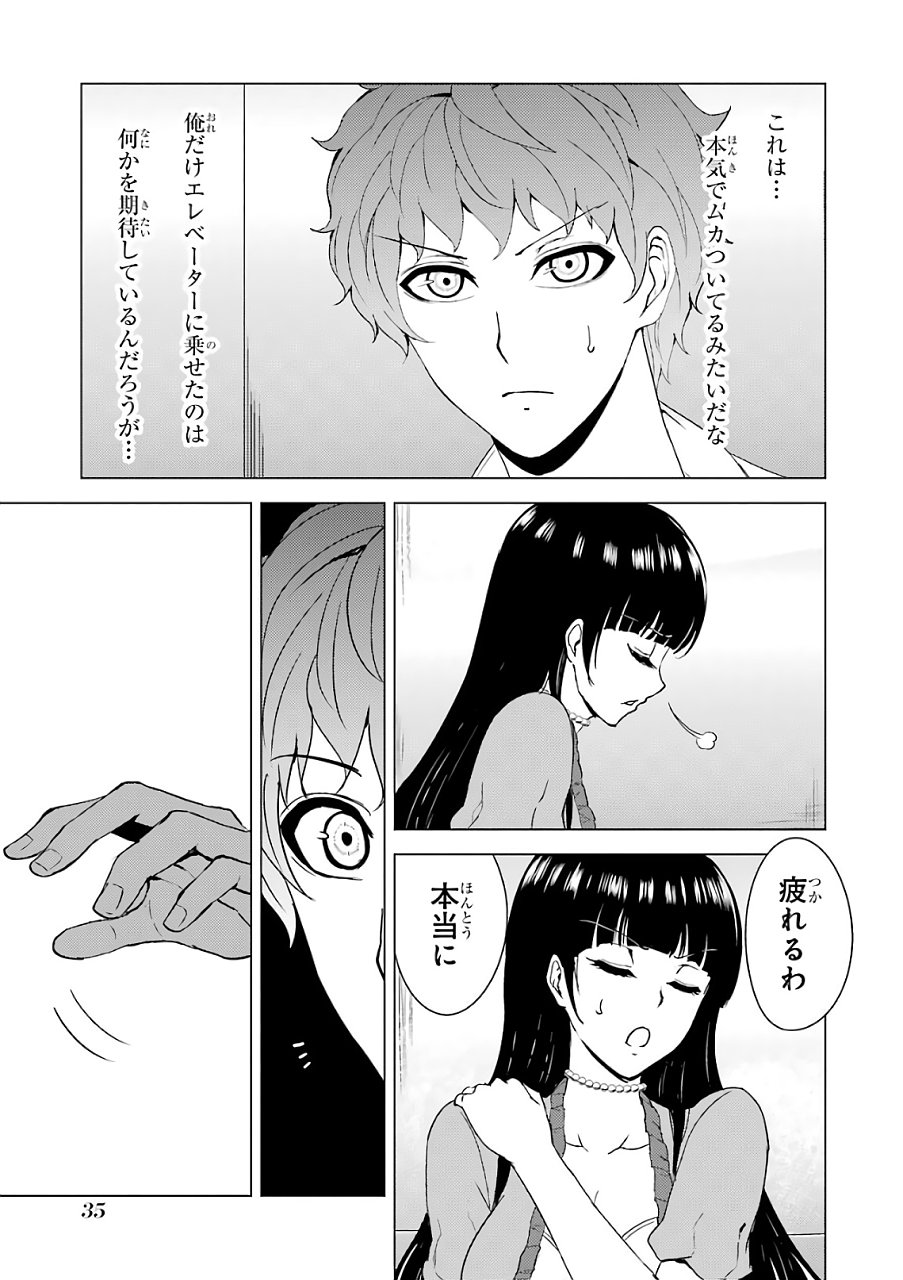 これは…
本気でムカついてるみたいだな
俺だけエレベーターに乗せたのは
何かを期待しているんだろうが…
疲れるわ
本当に
35